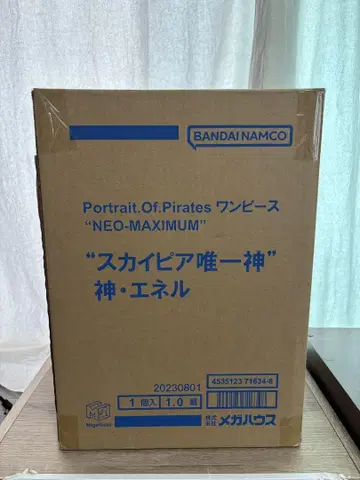 BANDAI NAMCO
Portrait.Of.Pirates ワンピース
“NEO-MAXIMUM”
“スカイピア唯一神”
神・エネル
20230801
4535123 71634-8
1個入 1.0 版
MegaHouse
株式会社 メガハウス